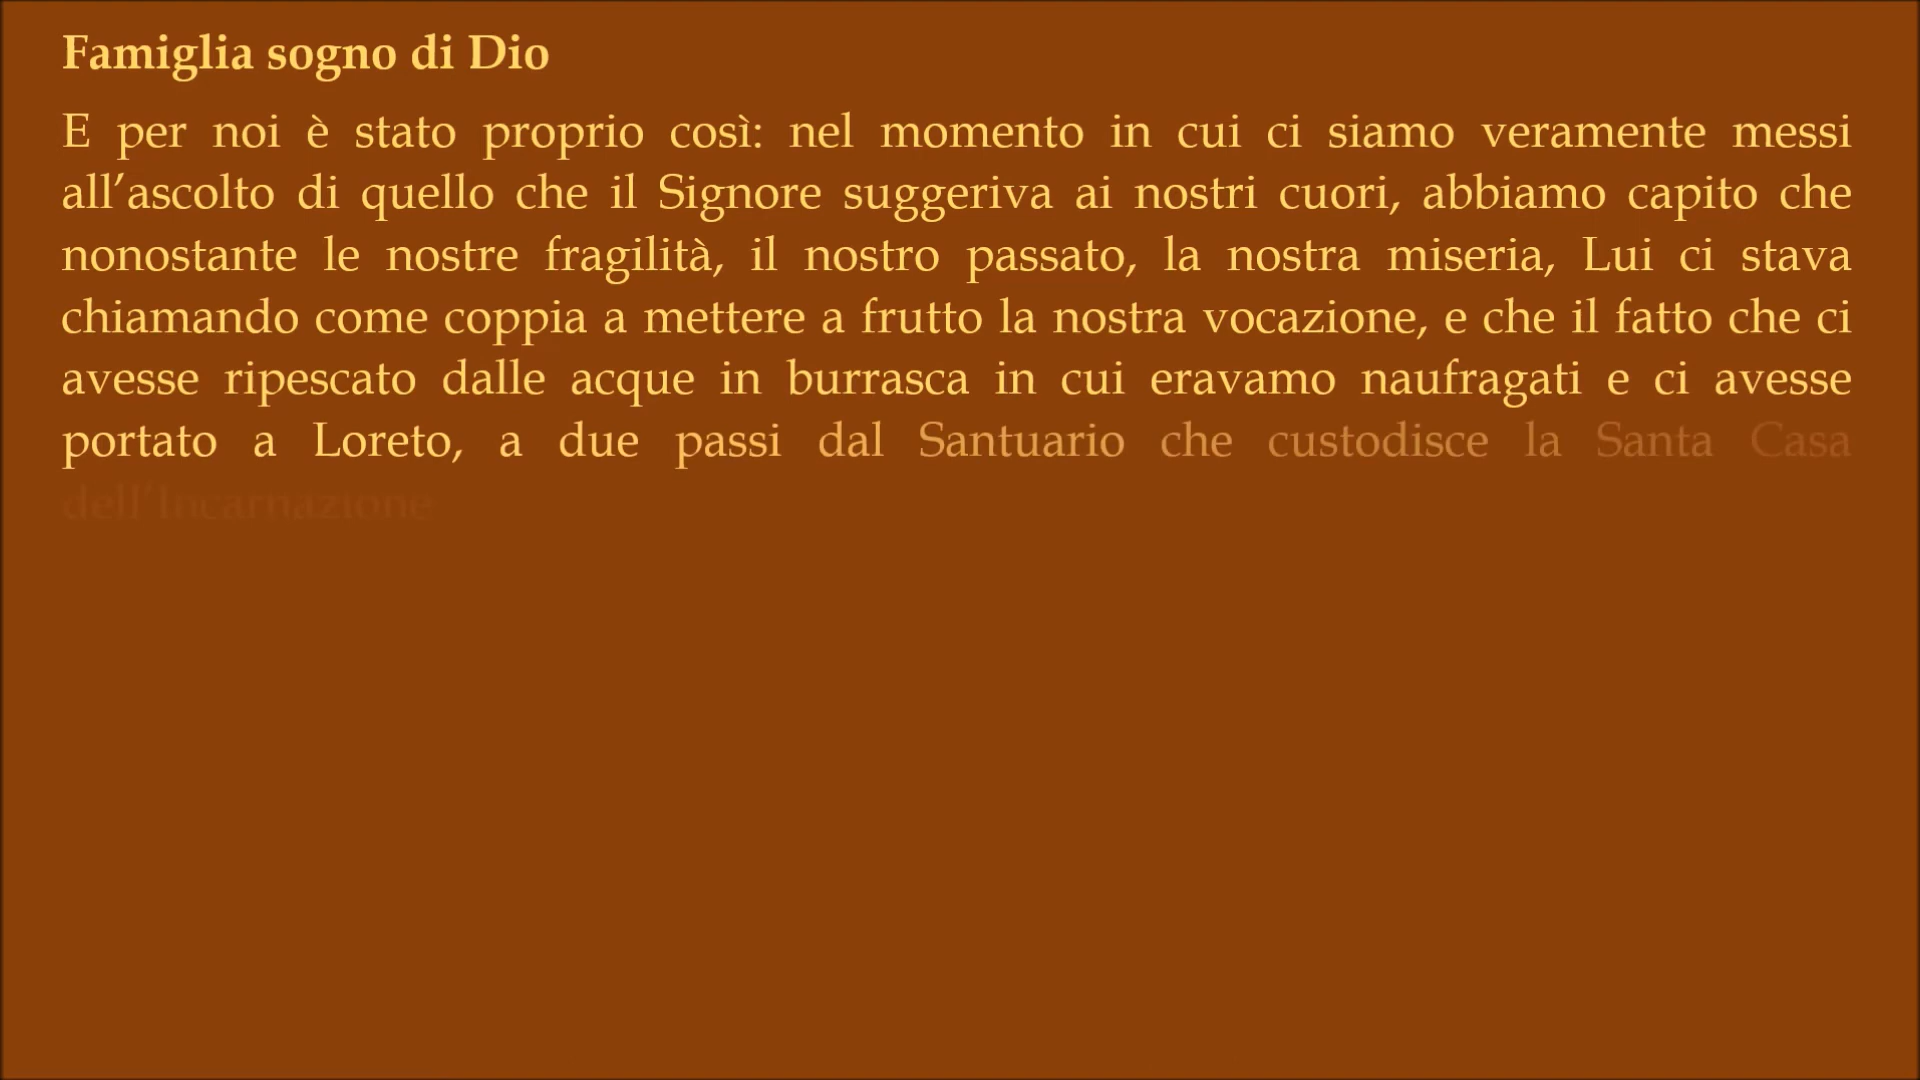 Famiglia sogno di Dio
E per noi è stato proprio così: nel momento in cui ci siamo veramente messi
all’ascolto di quello che il Signore suggeriva ai nostri cuori, abbiamo capito che
nonostante le nostre fragilità, il nostro passato, la nostra miseria, Lui ci stava
chiamando come coppia a mettere a frutto la nostra vocazione, e che il fatto che ci
avesse ripescato dalle acque in burrasca in cui eravamo naufragati e ci avesse
portato a Loreto, a due passi dal Santuario che custodisce la Santa Casa
dell’Incarnazione